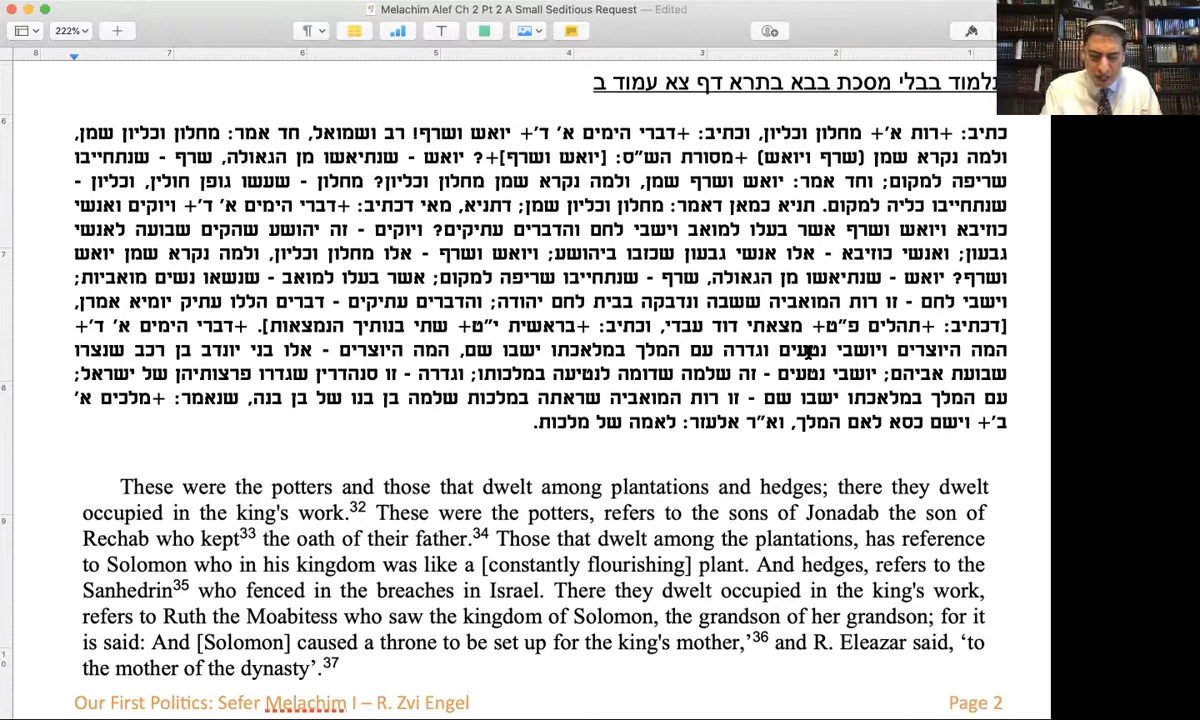 Melachim Alef Ch 2 Pt 2 A Small Seditious Request — Edited
222%
8 7 6 5 4 3 2 1
תלמוד בבלי מסכת בבא בתרא דף צא עמוד ב
כתיב: +רות א'+ מחלון וכליון, וכתיב: +דברי הימים א' ד'+ יואש ושרף! רב ושמואל, חד אמר: מחלון וכליון שמן,
ולמה נקרא שמן (שרף ויואש) +מסורת הש"ס: [יואש ושרף]+? יואש - שנתיאשו מן הגאולה, שרף - שנתחייבו
שריפה למקום; וחד אמר: יואש ושרף שמן, ולמה נקרא שמן מחלון וכליון? מחלון - שעשו גופן חולין, וכליון -
שנתחייבו כליה למקום. תניא כמאן דאמר: מחלון וכליון שמן; דתניא, מאי דכתיב: +דברי הימים א' ד'+ ויוקים ואנשי
כוזיבא ויואש ושרף אשר בעלו למואב וישבי לחם והדברים עתיקים? ויוקים - זה יהושע שהקים שבועה לאנשי
גבעון; ואנשי כוזיבא - אלו אנשי גבעון שכזבו ביהושע; ויואש ושרף - אלו מחלון וכליון, ולמה נקרא שמן יואש
ושרף? יואש - שנתיאשו מן הגאולה, שרף - שנתחייבו שריפה למקום; אשר בעלו למואב - שנשאו נשים מואביות;
וישבי לחם - זו רות המואביה ששבה ונדבקה בבית לחם יהודה; והדברים עתיקים - דברים הללו עתיק יומיא אמרן,
[דכתיב: +תהלים פ"ט+ מצאתי דוד עבדי, וכתיב: +בראשית י"ט+ שתי בנותיך הנמצאות]. +דברי הימים א' ד'+
המה היוצרים ויושבי נטעים וגדרה עם המלך במלאכתו ישבו שם, המה היוצרים - אלו בני יונדב בן רכב שנצרו
שבועת אביהם; יושבי נטעים - זה שלמה שדומה לנטיעה במלכותו; וגדרה - זו סנהדרין שגדרו פרצותיהן של ישראל;
עם המלך במלאכתו ישבו שם - זו רות המואביה שראתה במלכות שלמה בן בנו של בן בנה, שנאמר: +מלכים א'
ב'+ וישם כסא לאם המלך, וא"ר אלעזר: לאמה של מלכות.
These were the potters and those that dwelt among plantations and hedges; there they dwelt
occupied in the king's work.32 These were the potters, refers to the sons of Jonadab the son of
Rechab who kept33 the oath of their father.34 Those that dwelt among the plantations, has reference
to Solomon who in his kingdom was like a [constantly flourishing] plant. And hedges, refers to the
Sanhedrin35 who fenced in the breaches in Israel. There they dwelt occupied in the king's work,
refers to Ruth the Moabitess who saw the kingdom of Solomon, the grandson of her grandson; for it
is said: And [Solomon] caused a throne to be set up for the king's mother,'36 and R. Eleazar said, ‘to
the mother of the dynasty’.37
Our First Politics: Sefer Melachim I – R. Zvi Engel Page 2